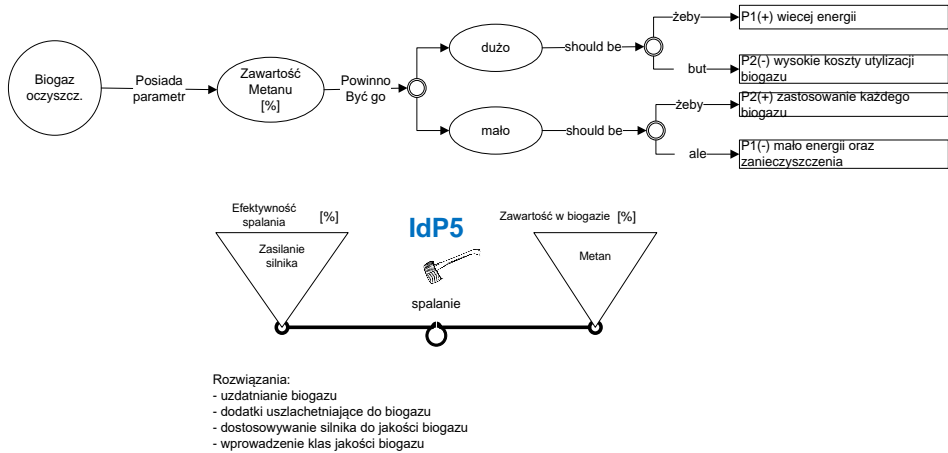 Biogaz
oczyszcz.
Posiada
parametr
Zawartość
Metanu
[%]
Powinno
Być go
dużo
should be
żeby
P1(+) wiecej energii
but
P2(-) wysokie koszty utylizacji
biogazu
mało
should be
żeby
P2(+) zastosowanie każdego
biogazu
ale
P1(-) mało energii oraz
zanieczyszczenia
Efektywność
spalania
[%]
Zasilanie
silnika
IdP5
spalanie
Zawartość w biogazie
[%]
Metan
Rozwiązania:
- uzdatnianie biogazu
- dodatki uszlachetniające do biogazu
- dostosowywanie silnika do jakości biogazu
- wprowadzenie klas jakości biogazu